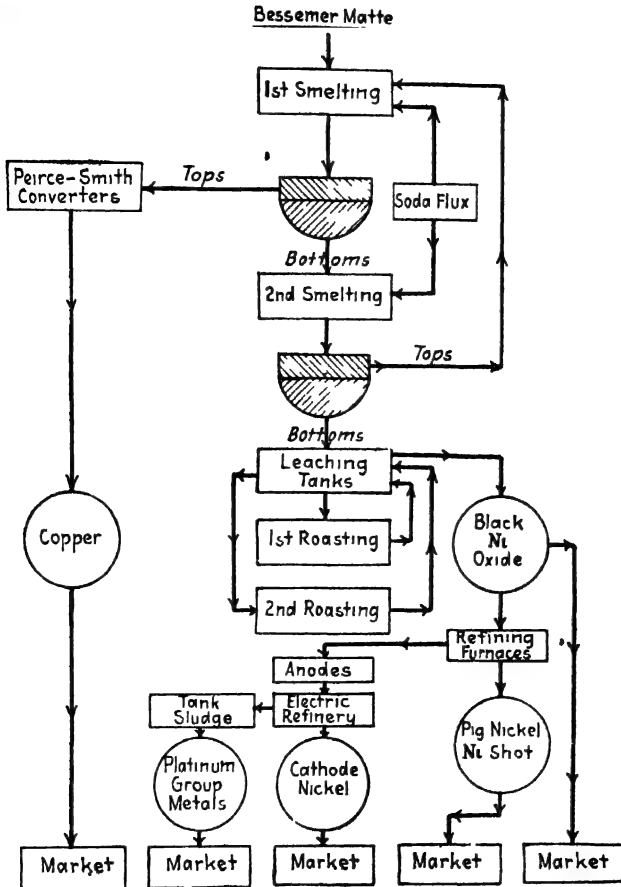 Bessemer Matte
1st Smelting
Peirce-Smith
Converters
Tops
Soda Flux
Bottoms
2nd Smelting
Tops
Bottoms
Leaching
Tanks
Copper
1st Roasting
Black
Ni
Oxide
2nd Roasting
Refining
Furnaces
Anodes
Tank
Sludge
Electric
Refinery
Pig Nickel
Ni Shot
Platinum
Group
Metals
Cathode
Nickel
Market
Market
Market
Market
Market